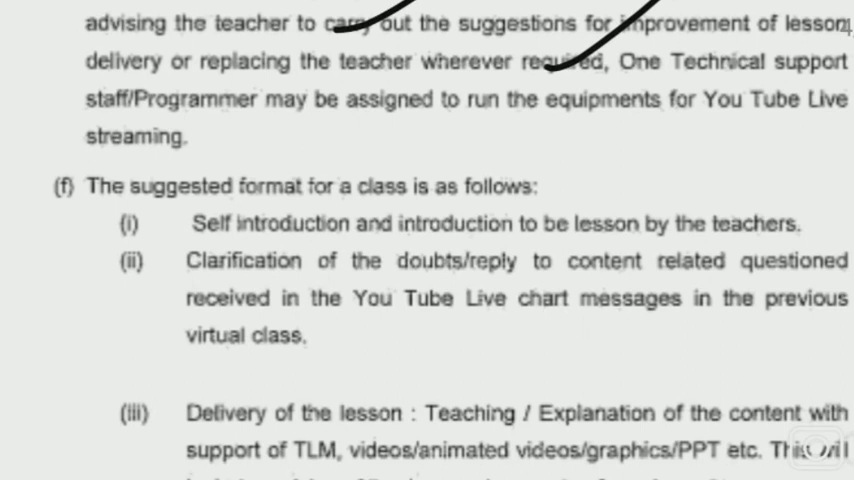 advising the teacher to carry out the suggestions for improvement of lesson
delivery or replacing the teacher wherever required, One Technical support
staff/Programmer may be assigned to run the equipments for You Tube Live
streaming.
(f) The suggested format for a class is as follows:
(i) Self introduction and introduction to be lesson by the teachers.
(ii) Clarification of the doubts/reply to content related questioned
received in the You Tube Live chart messages in the previous
virtual class.
(iii) Delivery of the lesson : Teaching / Explanation of the content with
support of TLM, videos/animated videos/graphics/PPT etc. This will